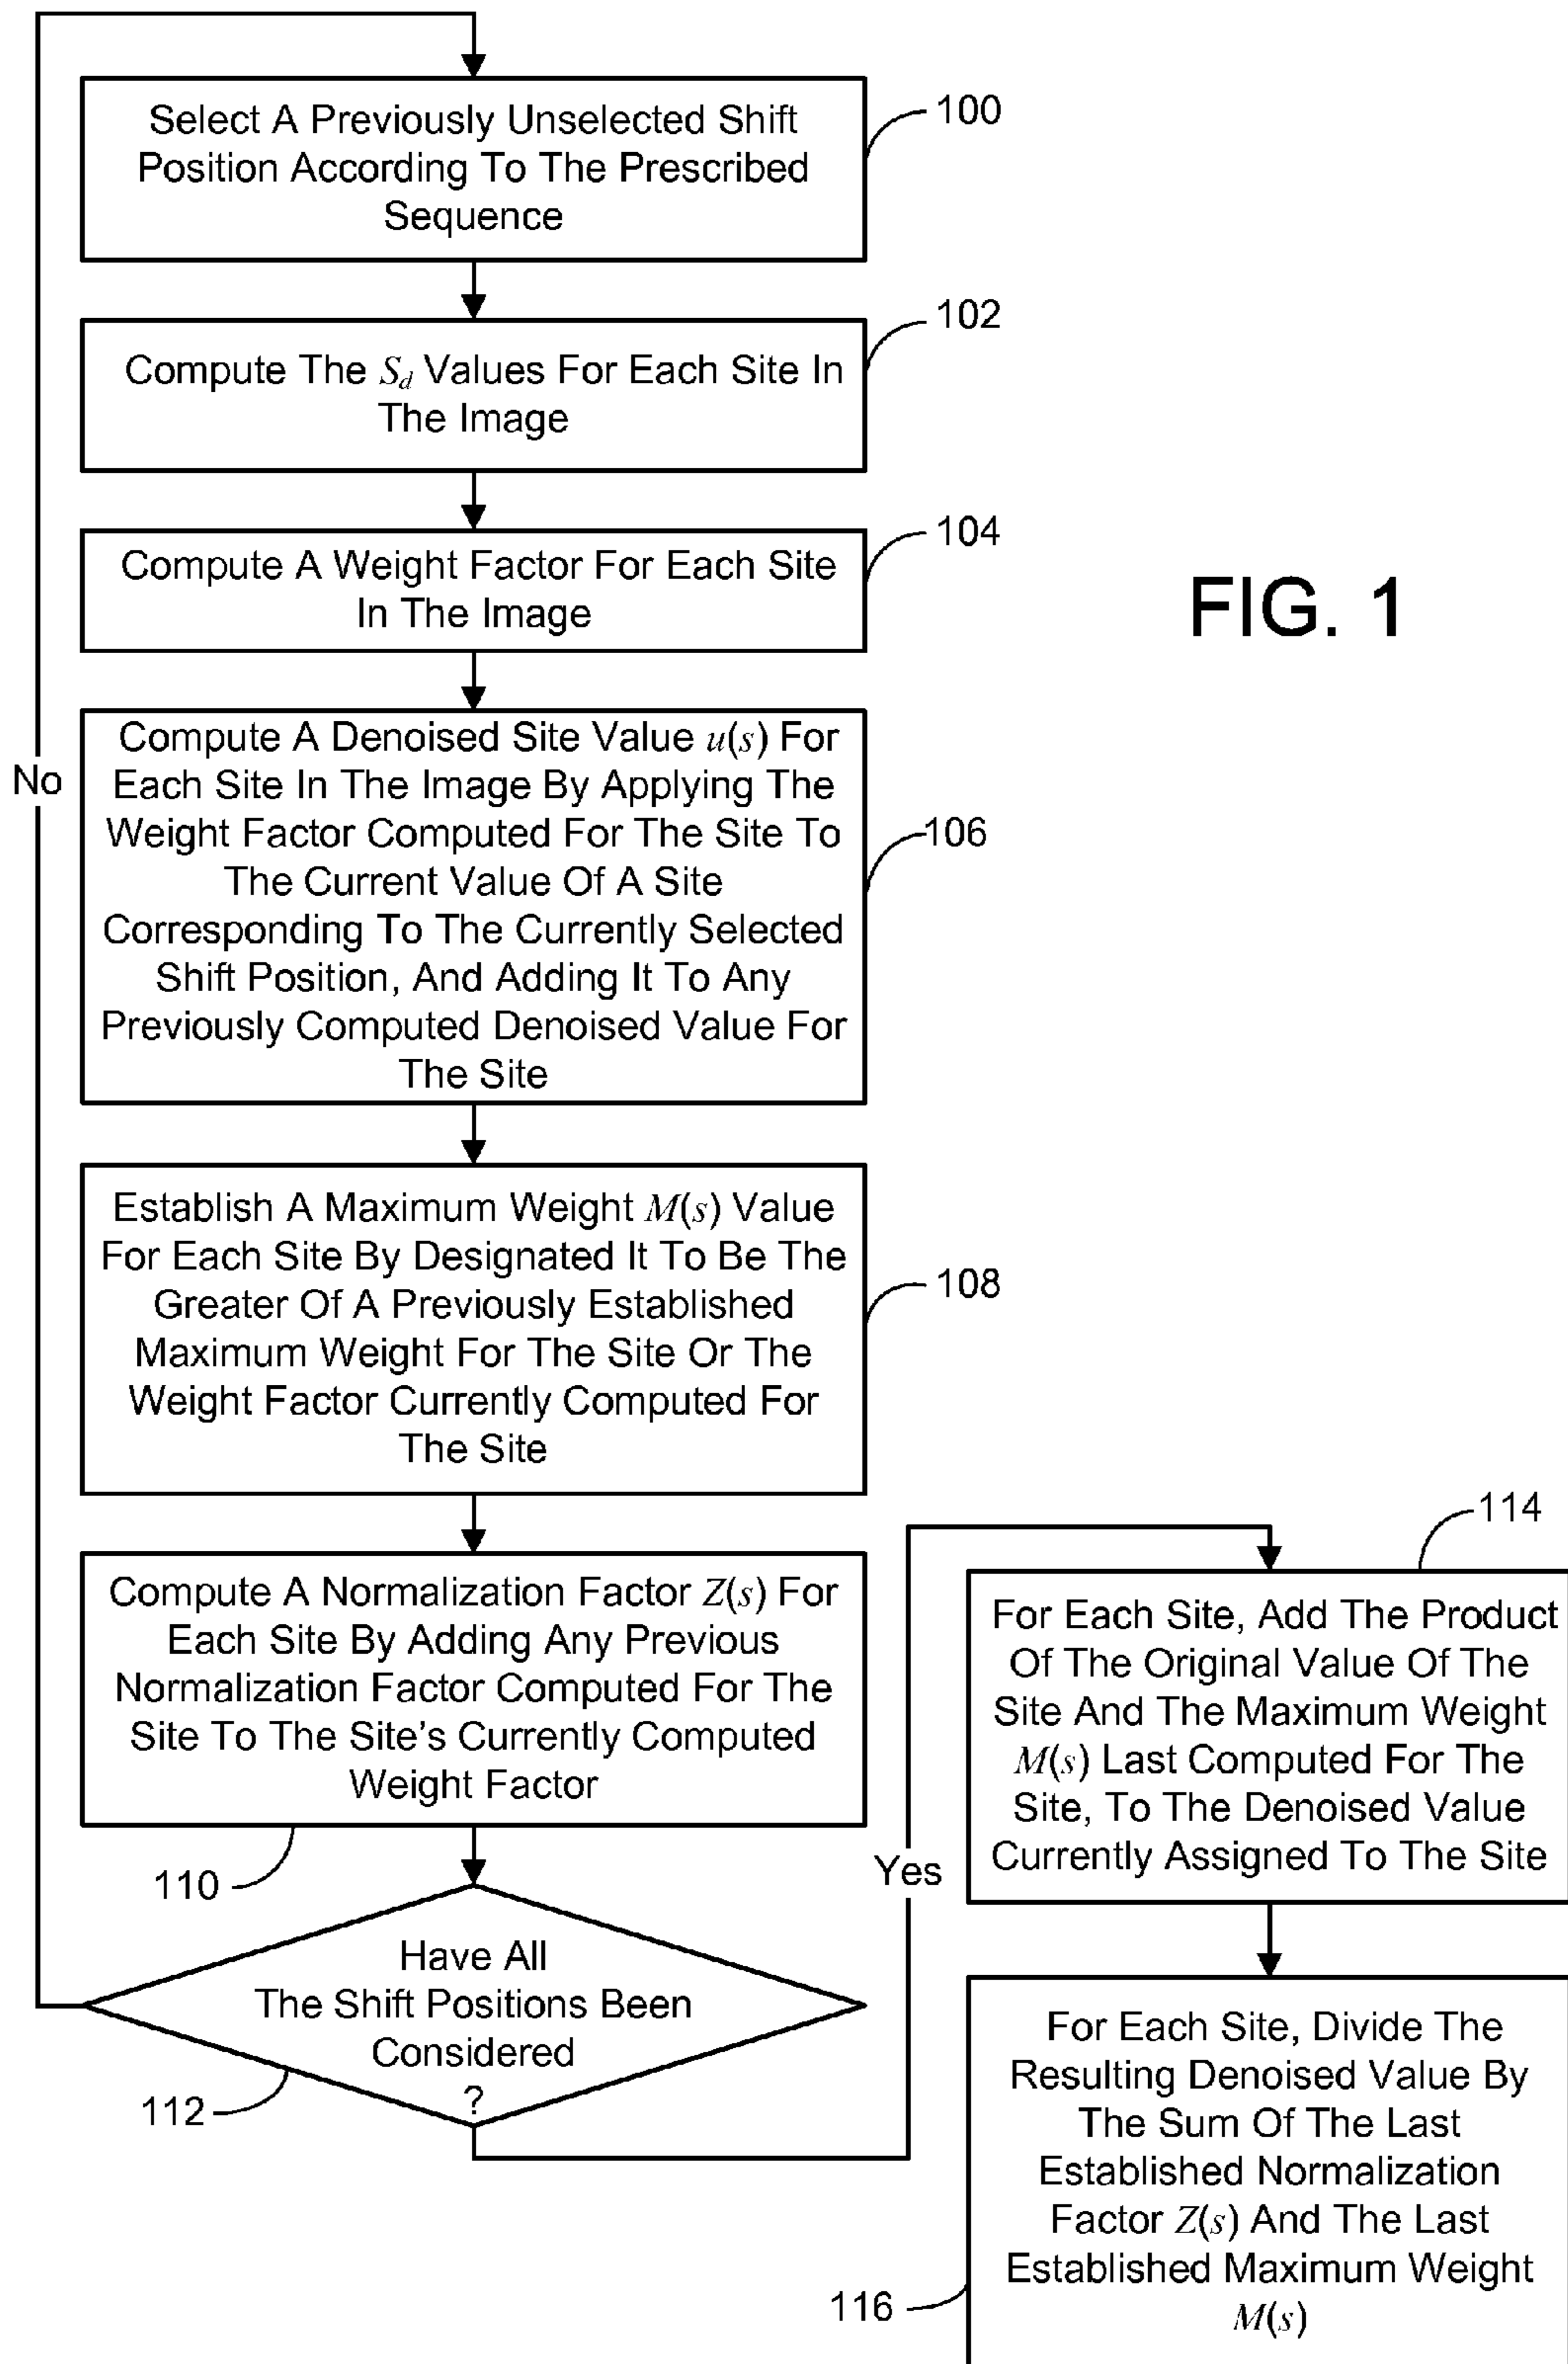 Select A Previously Unselected Shift
Position According To The Prescribed
Sequence
100
Compute The Sd Values For Each Site In
The Image
102
Compute A Weight Factor For Each Site
In The Image
104
FIG. 1
Compute A Denoised Site Value u(s) For
Each Site In The Image By Applying The
Weight Factor Computed For The Site To
The Current Value Of A Site
Corresponding To The Currently Selected
Shift Position, And Adding It To Any
Previously Computed Denoised Value For
The Site
106
No
Establish A Maximum Weight M(s) Value
For Each Site By Designated It To Be The
Greater Of A Previously Established
Maximum Weight For The Site Or The
Weight Factor Currently Computed For
The Site
108
Compute A Normalization Factor Z(s) For
Each Site By Adding Any Previous
Normalization Factor Computed For The
Site To The Site's Currently Computed
Weight Factor
110
Have All
The Shift Positions Been
Considered
?
112
Yes
114
For Each Site, Add The Product
Of The Original Value Of The
Site And The Maximum Weight
M(s) Last Computed For The
Site, To The Denoised Value
Currently Assigned To The Site
For Each Site, Divide The
Resulting Denoised Value By
The Sum Of The Last
Established Normalization
Factor Z(s) And The Last
Established Maximum Weight
M(s)
116